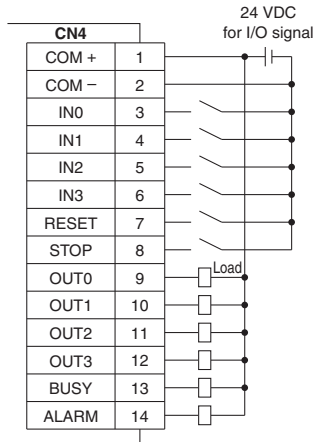 24 VDC
for I/O signal
CN4
COM + 1
COM − 2
IN0 3
IN1 4
IN2 5
IN3 6
RESET 7
STOP 8
OUT0 9 Load
OUT1 10
OUT2 11
OUT3 12
BUSY 13
ALARM 14